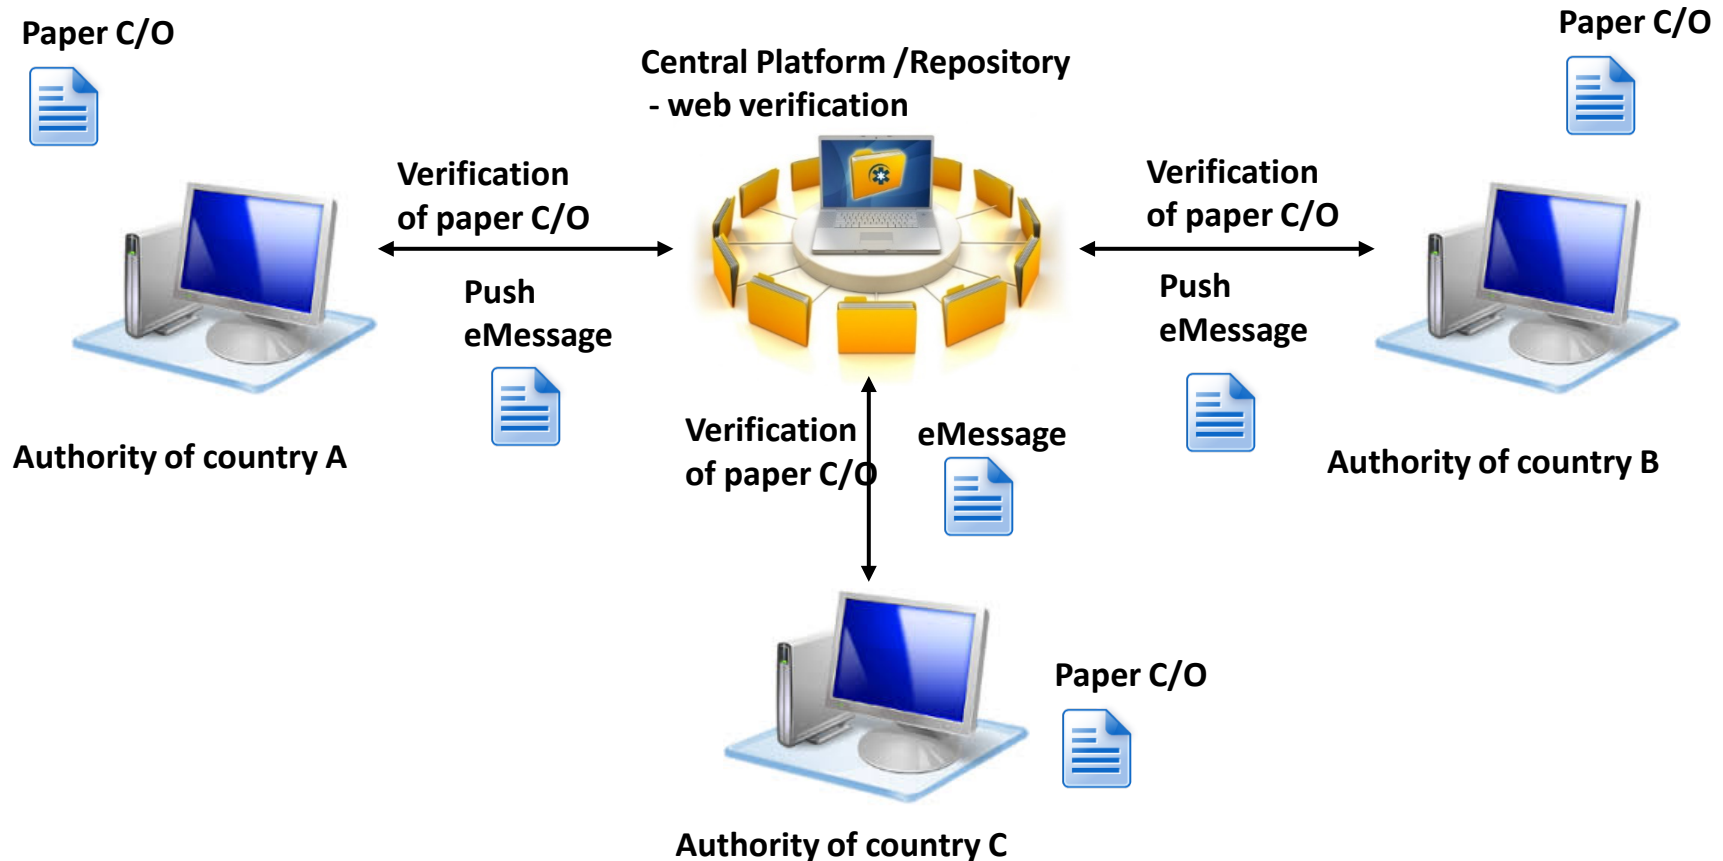 Paper C/O
Paper C/O
Central Platform /Repository
- web verification
Verification
of paper C/O
Push
eMessage
Verification
of paper C/O
Push
eMessage
Authority of country A
Verification
of paper C/O
eMessage
Authority of country B
Paper C/O
Authority of country C